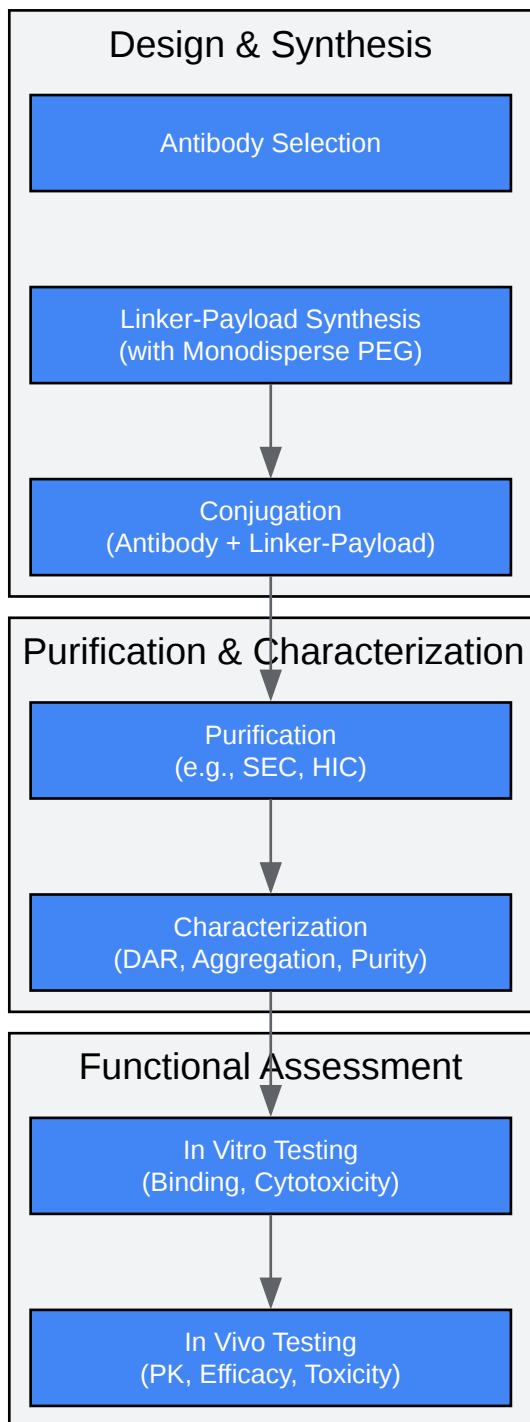 Design & Synthesis
Antibody Selection
Linker-Payload Synthesis
(with Monodisperse PEG)
Conjugation
(Antibody + Linker-Payload)
Purification & Characterization
Purification
(e.g., SEC, HIC)
Characterization
(DAR, Aggregation, Purity)
Functional Assessment
In Vitro Testing
(Binding, Cytotoxicity)
In Vivo Testing
(PK, Efficacy, Toxicity)